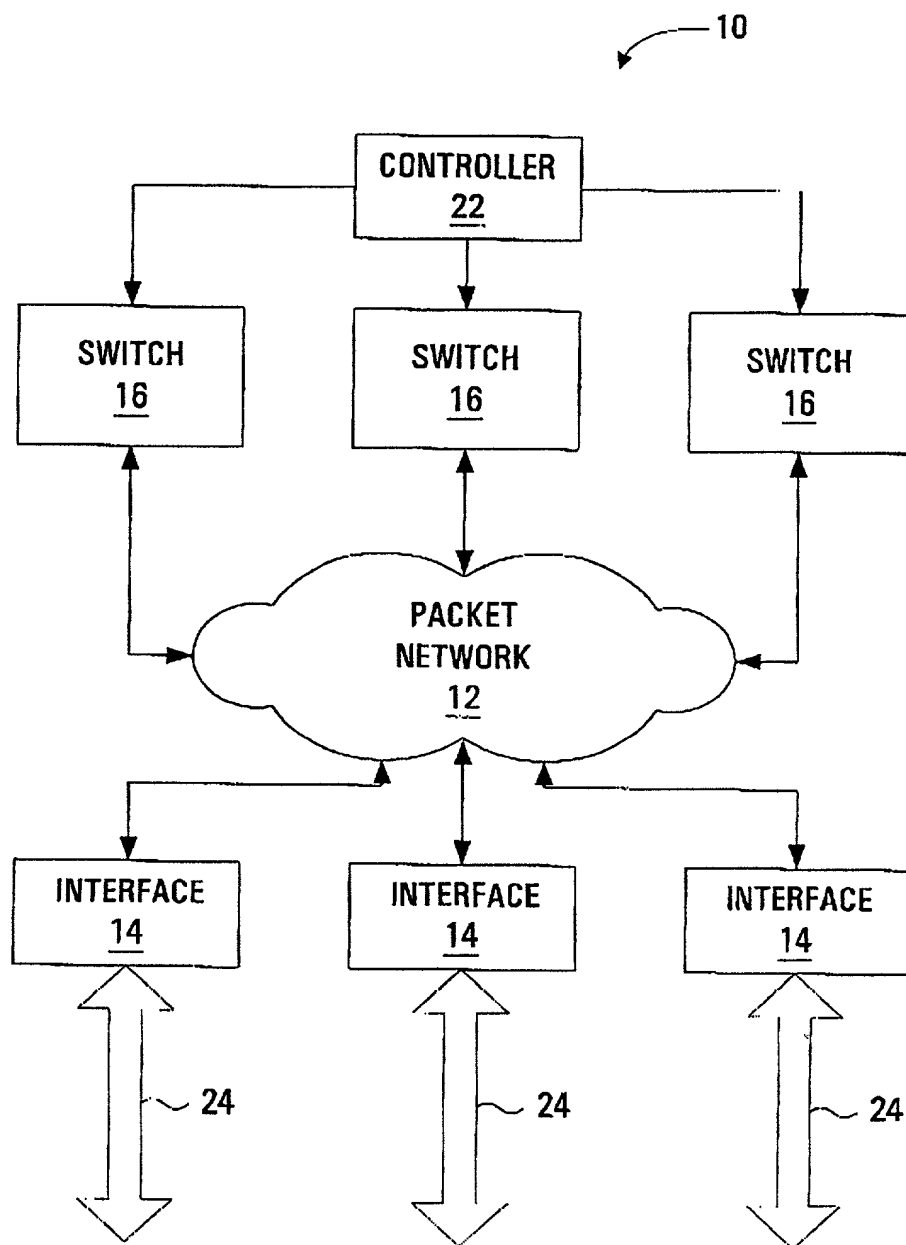 10
CONTROLLER
22
SWITCH
16
SWITCH
16
SWITCH
16
PACKET
NETWORK
12
INTERFACE
14
INTERFACE
14
INTERFACE
14
24
24
24